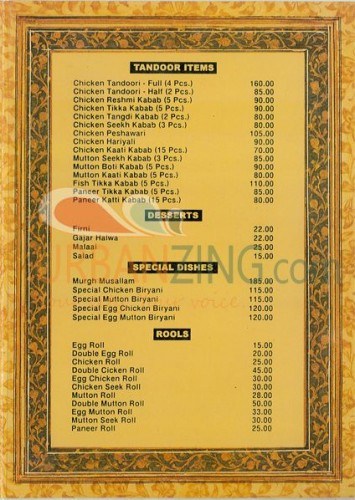 TANDOOR ITEMS
Chicken Tandoori - Full (4 Pcs.) 160.00
Chicken Tandoori - Half (2 Pcs.) 85.00
Chicken Reshmi Kabab (5 Pcs.) 90.00
Chicken Tikka Kabab (5 Pcs.) 90.00
Chicken Tangdi Kabab (2 Pcs.) 80.00
Chicken Seekh Kabab (3 Pcs.) 80.00
Chicken Peshawari 105.00
Chicken Hariyali 90.00
Chicken Kaati Kabab (15 Pcs.) 70.00
Mutton Seekh Kabab (3 Pcs.) 85.00
Mutton Boti Kabab (5 Pcs.) 90.00
Mutton Kaati Kabab (5 Pcs.) 80.00
Fish Tikka Kabab (5 Pcs.) 110.00
Paneer Tikka Kabab (5 Pcs.) 85.00
Paneer Katti Kabab (15 Pcs.) 80.00
DESSERTS
Firni 22.00
Gajar Halwa 22.00
Malaai 25.00
Salad 15.00
URBANZING.co
SPECIAL DISHES
Murgh Musallam 185.00
Special Chicken Biryani 115.00
Special Mutton Biryani 115.00
Special Egg Chicken Biryani 120.00
Special Egg Mutton Biryani 120.00
ROOLS
Egg Roll 15.00
Double Egg Roll 20.00
Chicken Roll 25.00
Double Cicken Roll 45.00
Egg Chicken Roll 30.00
Chicken Seek Roll 30.00
Mutton Roll 28.00
Double Mutton Roll 50.00
Egg Mutton Roll 33.00
Mutton Seek Roll 30.00
Paneer Roll 25.00